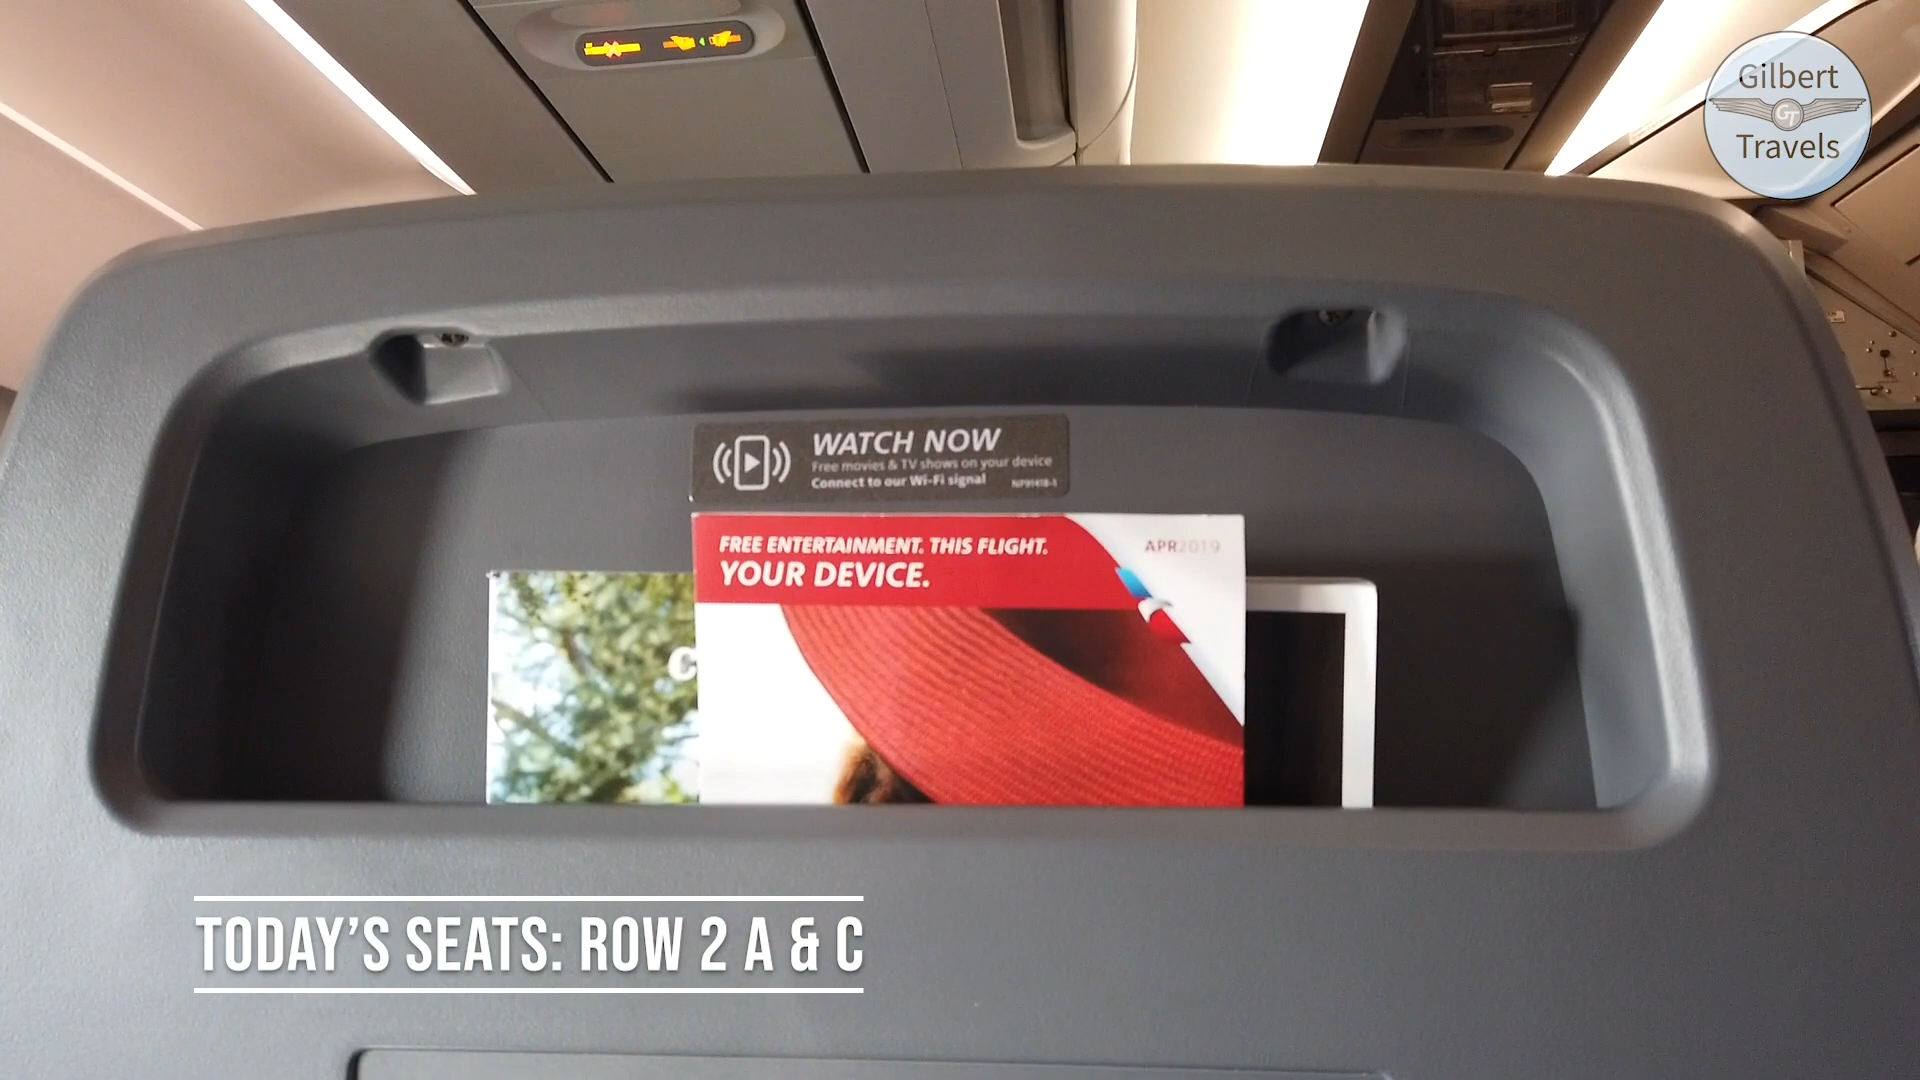 Gilbert
GT
Travels
WATCH NOW
Free movies & TV shows on your device
Connect to our Wi-Fi signal
FREE ENTERTAINMENT. THIS FLIGHT.
APR2019
YOUR DEVICE.
C
TODAY'S SEATS: ROW 2 A & C